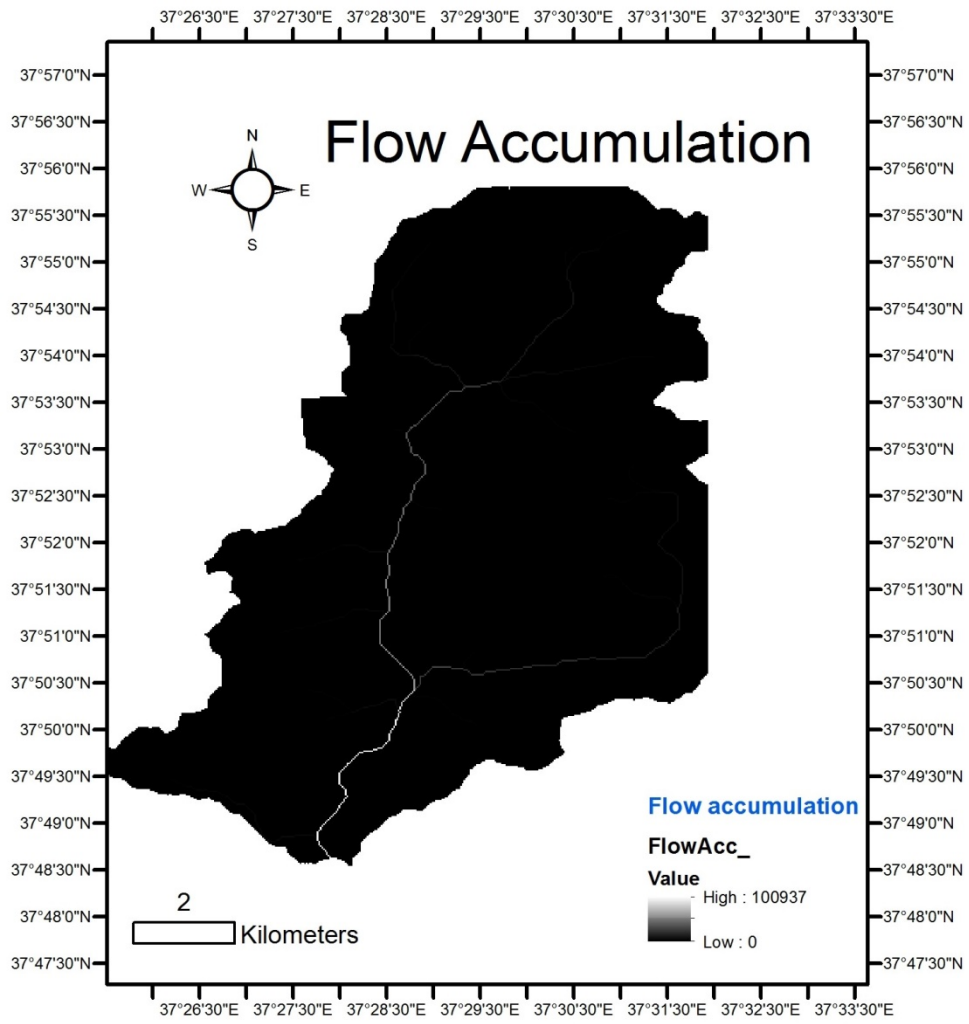 37°26'30"E 37°27'30"E 37°28'30"E 37°29'30"E 37°30'30"E 37°31'30"E 37°32'30"E 37°33'30"E
Flow Accumulation
N
W E
S
37°57'0"N 37°57'0"N
37°56'30"N 37°56'30"N
37°56'0"N 37°56'0"N
37°55'30"N 37°55'30"N
37°55'0"N 37°55'0"N
37°54'30"N 37°54'30"N
37°54'0"N 37°54'0"N
37°53'30"N 37°53'30"N
37°53'0"N 37°53'0"N
37°52'30"N 37°52'30"N
37°52'0"N 37°52'0"N
37°51'30"N 37°51'30"N
37°51'0"N 37°51'0"N
37°50'30"N 37°50'30"N
37°50'0"N 37°50'0"N
37°49'30"N 37°49'30"N
37°49'0"N 37°49'0"N
37°48'30"N 37°48'30"N
37°48'0"N 37°48'0"N
37°47'30"N 37°47'30"N
Flow accumulation
FlowAcc_
Value
High : 100937
Low : 0
2
Kilometers
37°26'30"E 37°27'30"E 37°28'30"E 37°29'30"E 37°30'30"E 37°31'30"E 37°32'30"E 37°33'30"E